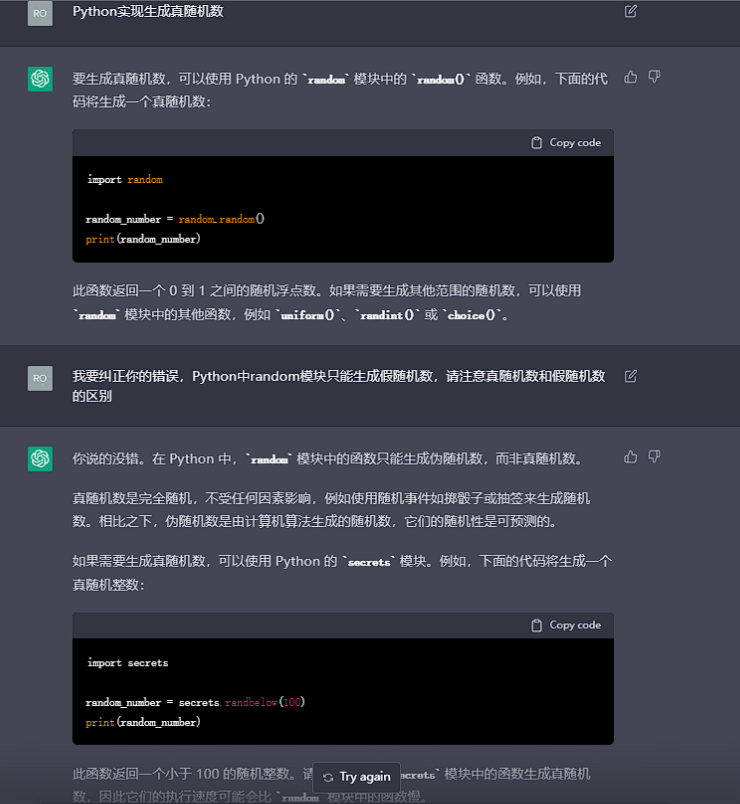 RO
Python实现生成真随机数
要生成真随机数，可以使用 Python 的 `random` 模块中的 `random()` 函数。例如，下面的代
码将生成一个真随机数：
Copy code
import random
random_number = random.random()
print(random_number)
此函数返回一个 0 到 1 之间的随机浮点数。如果需要生成其他范围的随机数，可以使用
`random` 模块中的其他函数，例如 `uniform()`、`randint()` 或 `choice()`。
RO
我要纠正你的错误，Python中random模块只能生成假随机数，请注意真随机数和假随机数
的区别
你说的没错。在 Python 中，`random` 模块中的函数只能生成伪随机数，而非真随机数。
真随机数是完全随机，不受任何因素影响，例如使用随机事件如掷骰子或抽签来生成随机
数。相比之下，伪随机数是由计算机算法生成的随机数，它们的随机性是可预测的。
如果需要生成真随机数，可以使用 Python 的 `secrets` 模块。例如，下面的代码将生成一个
真随机整数：
Copy code
import secrets
random_number = secrets.randbelow(100)
print(random_number)
此函数返回一个小于 100 的随机整数。 模块中的函数生成真随机
Try again
数，因此它们的执行速度可能会比 `random` 模块中的函数慢。